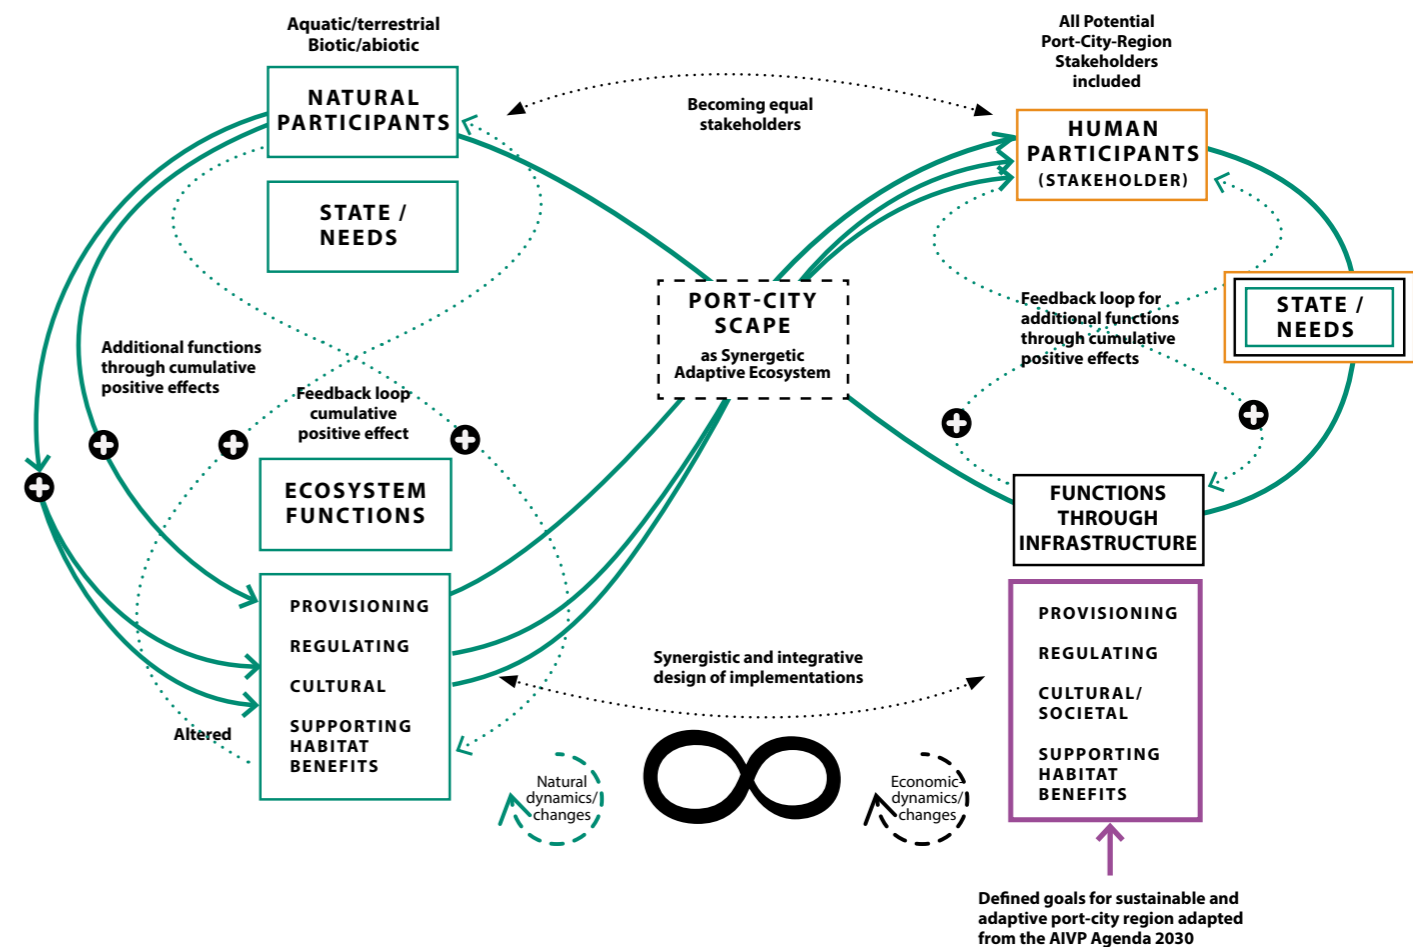 Aquatic/terrestrial
Biotic/abiotic
NATURAL
PARTICIPANTS
STATE /
NEEDS
Becoming equal
stakeholders
All Potential
Port-City-Region
Stakeholders
included
HUMAN
PARTICIPANTS
(STAKEHOLDER)
PORT-CITY
SCAPE
as Synergetic
Adaptive Ecosystem
Feedback loop for
additional functions
through cumulative
positive effects
STATE /
NEEDS
Additional functions
through cumulative
positive effects
Feedback loop
cumulative
positive effect
ECOSYSTEM
FUNCTIONS
FUNCTIONS
THROUGH
INFRASTRUCTURE
PROVISIONING
REGULATING
CULTURAL
SUPPORTING
HABITAT
BENEFITS
Altered
Synergistic and integrative
design of implementations
Natural
dynamics/
changes
Economic
dynamics/
changes
PROVISIONING
REGULATING
CULTURAL/
SOCIETAL
SUPPORTING
HABITAT
BENEFITS
Defined goals for sustainable and
adaptive port-city region adapted
from the AIVP Agenda 2030